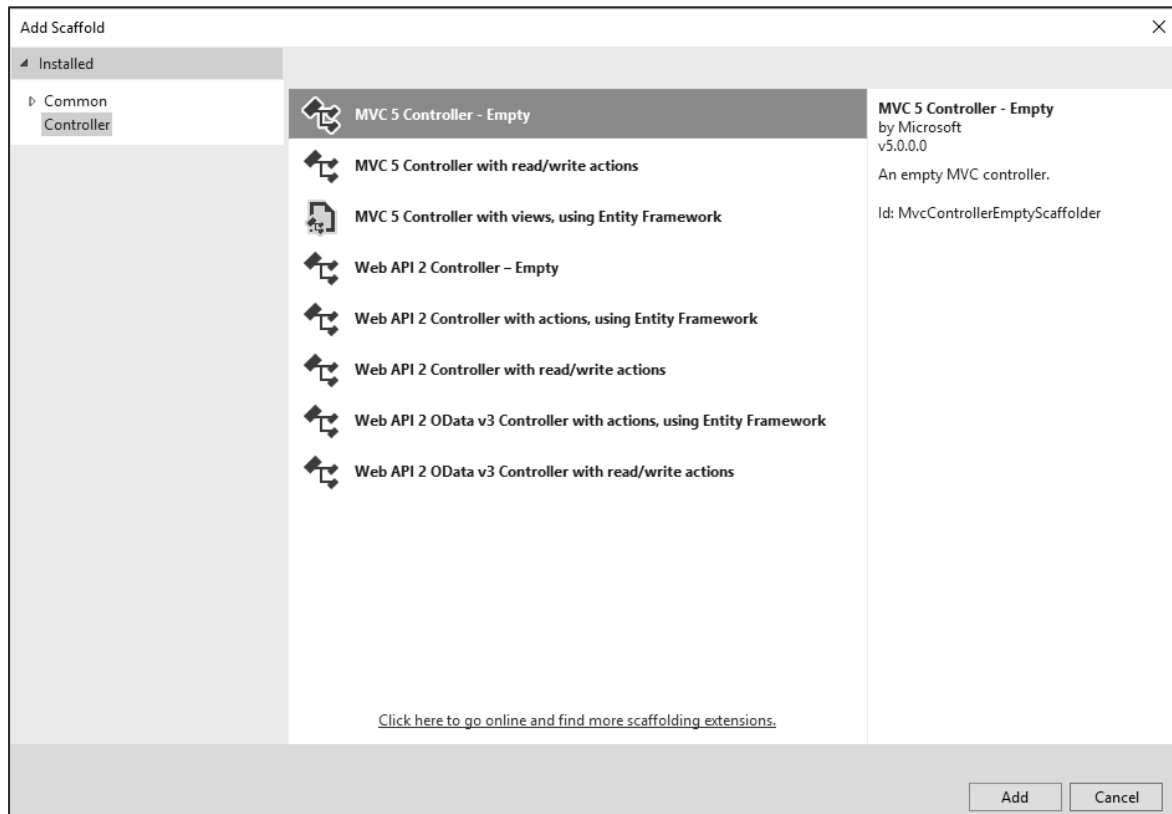 Add Scaffold
Installed
Common
Controller
MVC 5 Controller - Empty
MVC 5 Controller with read/write actions
MVC 5 Controller with views, using Entity Framework
Web API 2 Controller – Empty
Web API 2 Controller with actions, using Entity Framework
Web API 2 Controller with read/write actions
Web API 2 OData v3 Controller with actions, using Entity Framework
Web API 2 OData v3 Controller with read/write actions
Click here to go online and find more scaffolding extensions.
MVC 5 Controller - Empty
by Microsoft
v5.0.0.0
An empty MVC controller.
Id: MvcControllerEmptyScaffolder
Add
Cancel